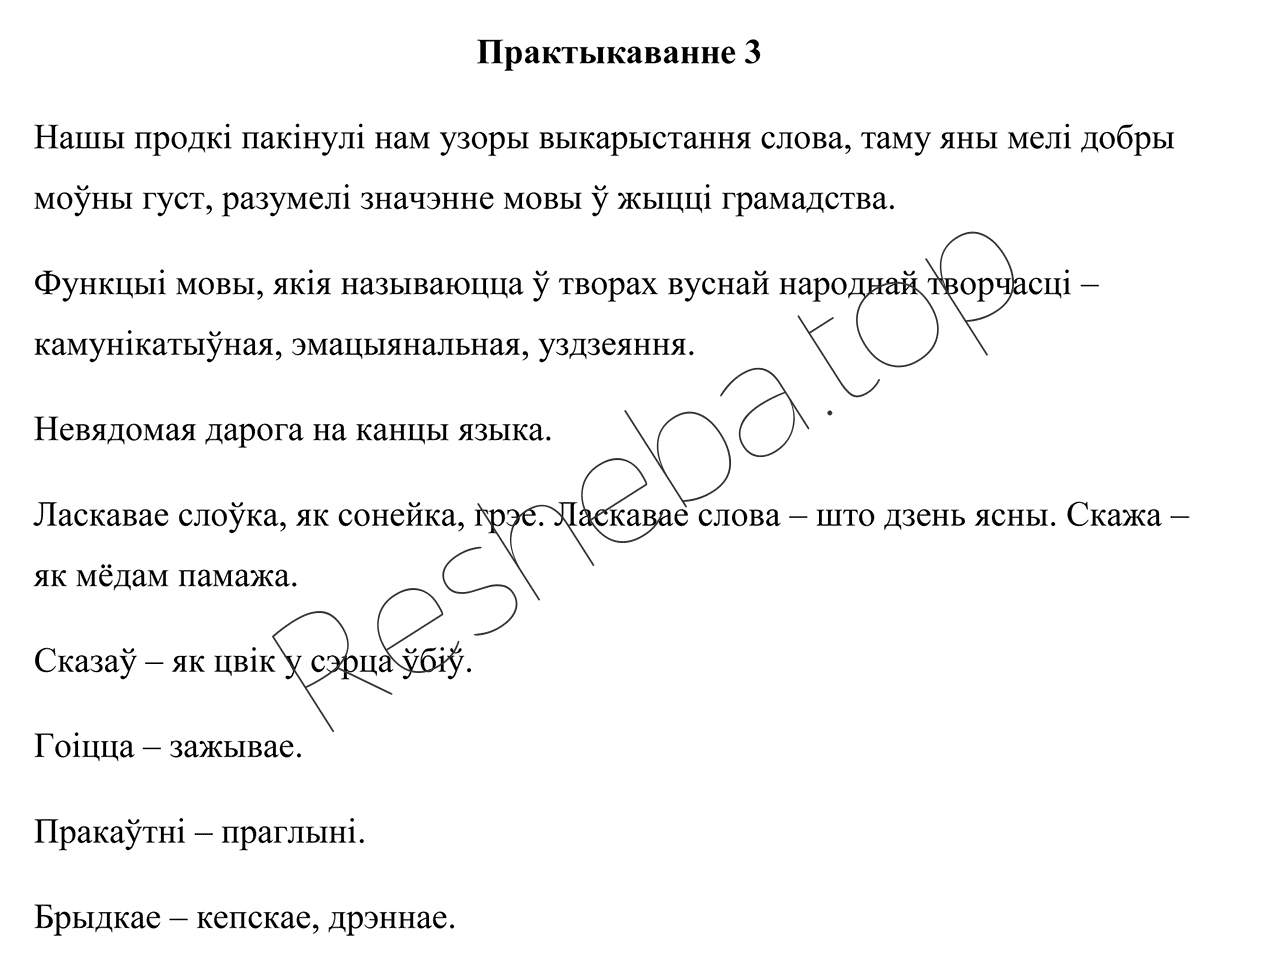 Практыкаванне 3
Нашы продкі пакінулі нам узоры выкарыстання слова, таму яны мелі добры
моўны густ, разумелі значэнне мовы ў жыцці грамадства.
Функцыі мовы, якія называюцца ў творах вуснай народнай творчасці –
камунікатыўная, эмацыянальная, уздзеяння.
Невядомая дарога на канцы языка.
Ласкавае слоўка, як сонейка, грэе. Ласкавае слова – што дзень ясны. Скажа –
як мёдам памажа.
Сказаў – як цвік у сэрца ўбіў.
Гоіцца – зажывае.
Пракаўтні – праглыні.
Брыдкае – кепскае, дрэннае.
Resheba.top